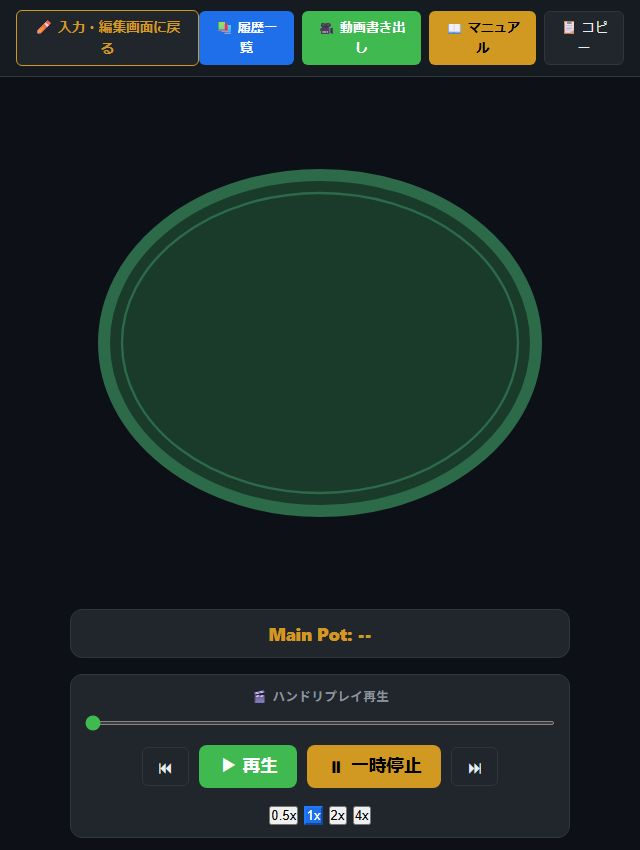 入力・編集画面に戻
る
履歴一
覧
動画書き出
し
マニュア
ル
コピ
ー
Main Pot: --
ハンドリプレイ再生
再生
一時停止
0.5x 1x 2x 4x